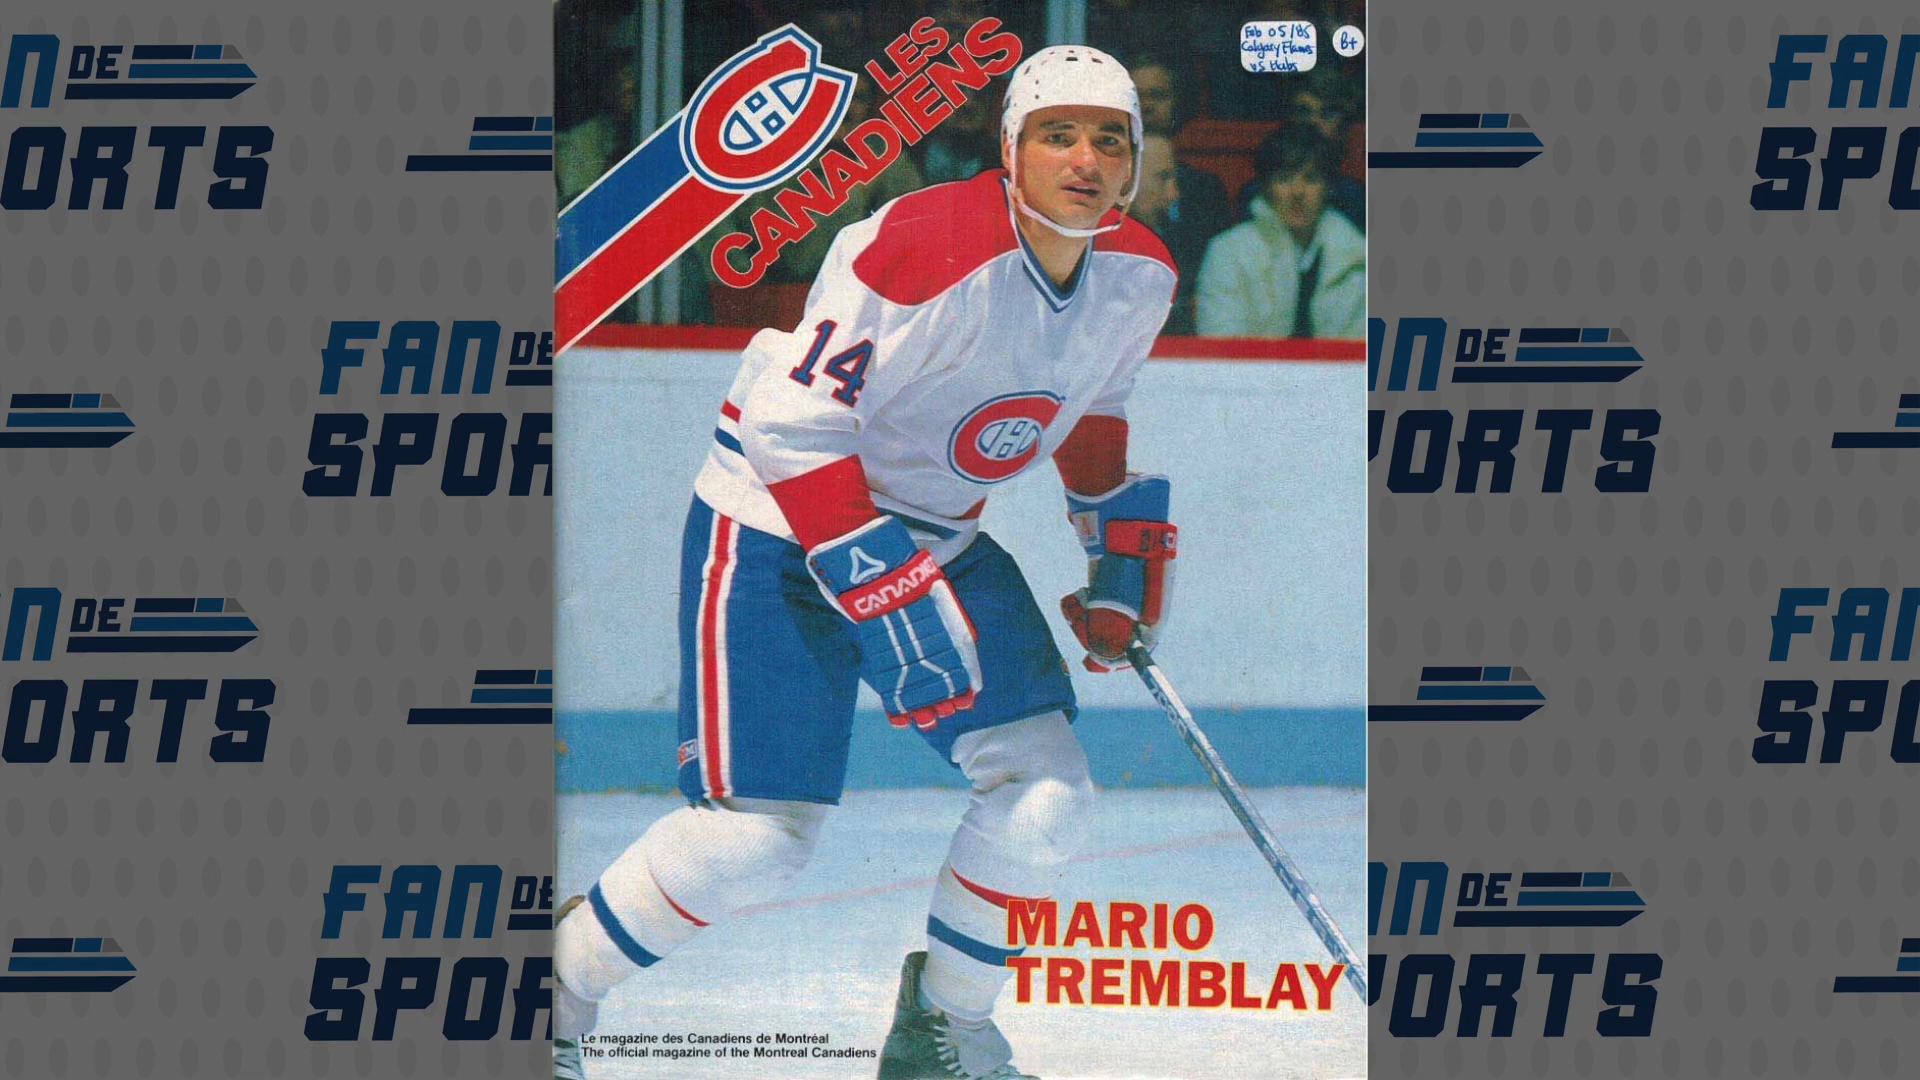 LES
CANADIENS
Feb 05/85
Calgary Flames
vs Habs
B+
14
CANADIEN
MARIO
TREMBLAY
Le magazine des Canadiens de Montréal
The official magazine of the Montreal Canadiens
FAN DE
SPORTS